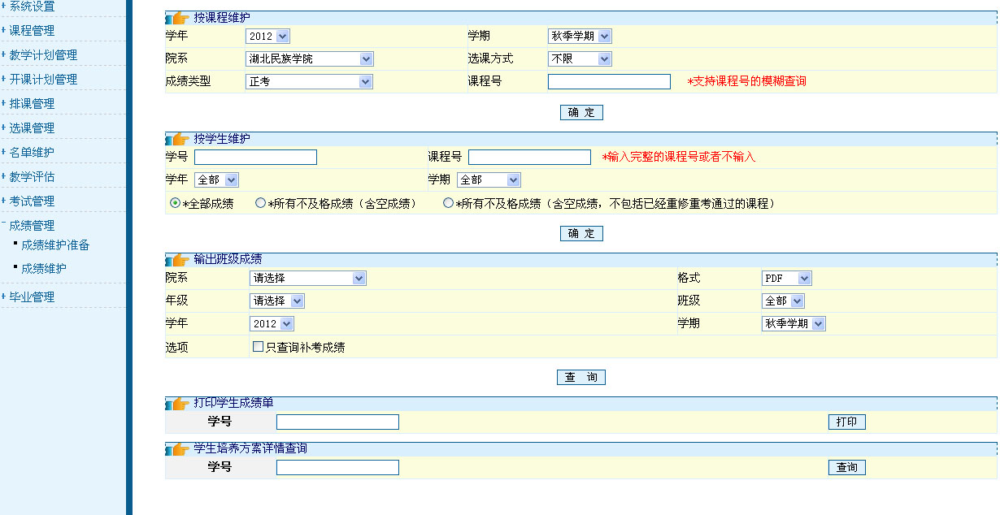 系统设置
课程管理
教学计划管理
开课计划管理
排课管理
选课管理
名单维护
教学评估
考试管理
成绩管理
成绩维护准备
成绩维护
毕业管理
按课程维护
学年 2012 学期 秋季学期
院系 湖北民族学院 选课方式 不限
成绩类型 正考 课程号 *支持课程号的模糊查询
确 定
按学生维护
学号 课程号 *输入完整的课程号或者不输入
学年 全部 学期 全部
*全部成绩 *所有不及格成绩（含空成绩） *所有不及格成绩（含空成绩，不包括已经重修重考通过的课程）
确 定
输出班级成绩
院系 请选择 格式 PDF
年级 请选择 班级 全部
学年 2012 学期 秋季学期
选项 只查询补考成绩
查 询
打印学生成绩单
学号 打印
学生培养方案详情查询
学号 查询